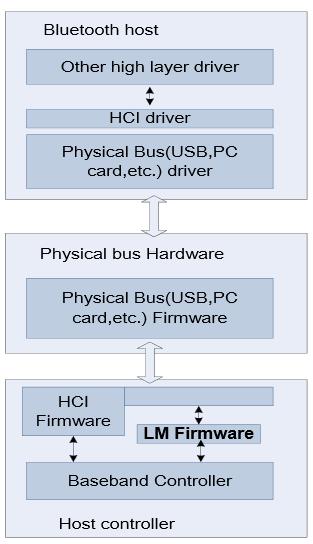 Bluetooth host
Other high layer driver
HCI driver
Physical Bus(USB,PC
card,etc.) driver
Physical bus Hardware
Physical Bus(USB,PC
card,etc.) Firmware
HCI
Firmware
LM Firmware
Baseband Controller
Host controller